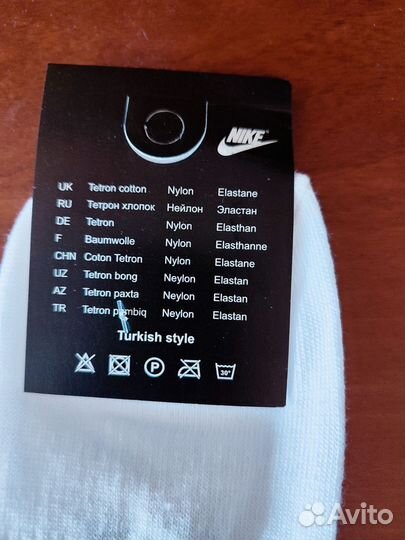 NIKE
UK Tetron cotton Nylon Elastane
RU Тетрон хлопок Нейлон Эластан
DE Tetron Nylon Elasthan
F Baumwolle Nylon Elasthanne
CHN Coton Tetron Nylon Elastane
UZ Tetron bong Neylon Elastan
AZ Tetron paxta Neylon Elastan
TR Tetron pambiq Neylon Elastan
Turkish style
P
30°
Avito